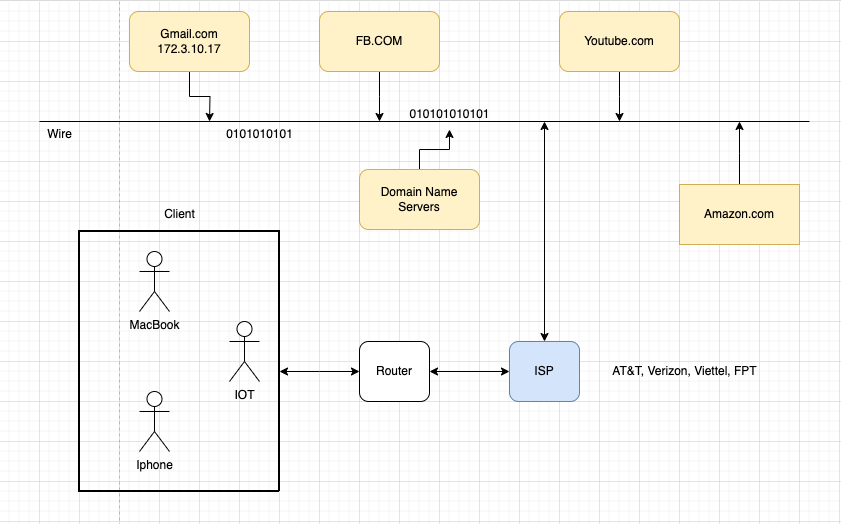 Gmail.com
172.3.10.17
FB.COM
Youtube.com
010101010101
Wire
0101010101
Domain Name
Servers
Amazon.com
Client
MacBook
IOT
Iphone
Router
ISP
AT&T, Verizon, Viettel, FPT